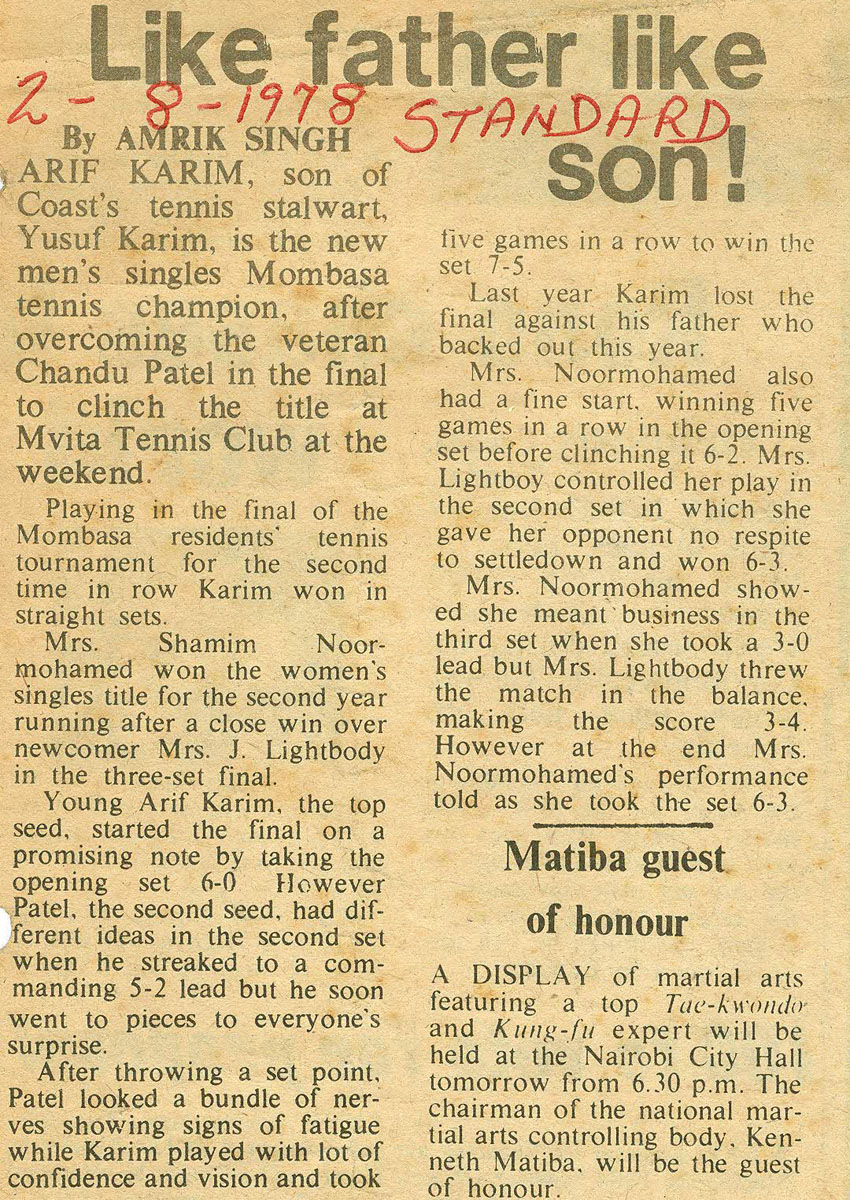 Like father like
son!
2-8-1978 STANDARD
By AMRIK SINGH
ARIF KARIM, son of
Coast's tennis stalwart,
Yusuf Karim, is the new
men's singles Mombasa
tennis champion, after
overcoming the veteran
Chandu Patel in the final
to clinch the title at
Mvita Tennis Club at the
weekend.
Playing in the final of the
Mombasa residents' tennis
tournament for the second
time in row Karim won in
straight sets.
Mrs. Shamim Noor-
mohamed won the women's
singles title for the second year
running after a close win over
newcomer Mrs. J. Lightbody
in the three-set final.
Young Arif Karim, the top
seed, started the final on a
promising note by taking the
opening set 6-0 However
Patel, the second seed, had dif-
ferent ideas in the second set
when he streaked to a com-
manding 5-2 lead but he soon
went to pieces to everyone's
surprise.
After throwing a set point,
Patel looked a bundle of ner-
ves showing signs of fatigue
while Karim played with lot of
confidence and vision and took
five games in a row to win the
set 7-5.
Last year Karim lost the
final against his father who
backed out this year.
Mrs. Noormohamed also
had a fine start, winning five
games in a row in the opening
set before clinching it 6-2. Mrs.
Lightboy controlled her play in
the second set in which she
gave her opponent no respite
to settledown and won 6-3.
Mrs. Noormohamed show-
ed she meant business in the
third set when she took a 3-0
lead but Mrs. Lightbody threw
the match in the balance,
making the score 3-4.
However at the end Mrs.
Noormohamed's performance
told as she took the set 6-3.
Matiba guest
of honour
A DISPLAY of martial arts
featuring a top Tae-kwondo
and Kung-fu expert will be
held at the Nairobi City Hall
tomorrow from 6.30 p.m. The
chairman of the national mar-
tial arts controlling body, Ken-
neth Matiba, will be the guest
of honour.